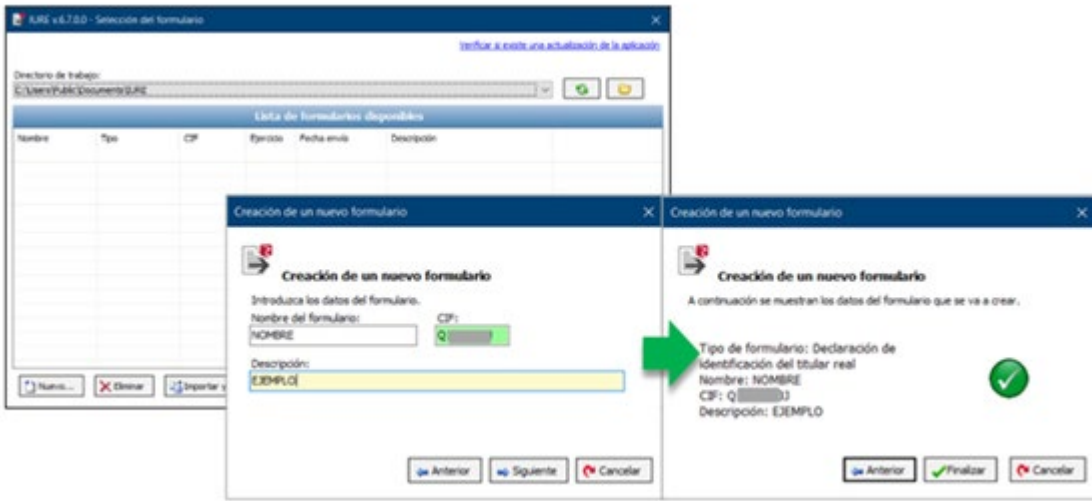 IURE v.6.7.0.0 - Selección del formulario
Verificar si existe una actualización de la aplicación
Directorio de trabajo:
C:\Users\Public\Documents\IURE
Lista de formularios disponibles
Nombre Tipo CIF Ejercicio Fecha envío Descripción
Nuevo... Eliminar Importar y
Creación de un nuevo formulario
Creación de un nuevo formulario
Introduzca los datos del formulario.
Nombre del formulario: CIF:
NOMBRE Q
Descripción:
EJEMPLO
Anterior Siguiente Cancelar
Creación de un nuevo formulario
Creación de un nuevo formulario
A continuación se muestran los datos del formulario que se va a crear.
Tipo de formulario: Declaración de
identificación del titular real
Nombre: NOMBRE
CIF: Q J
Descripción: EJEMPLO
Anterior Finalizar Cancelar